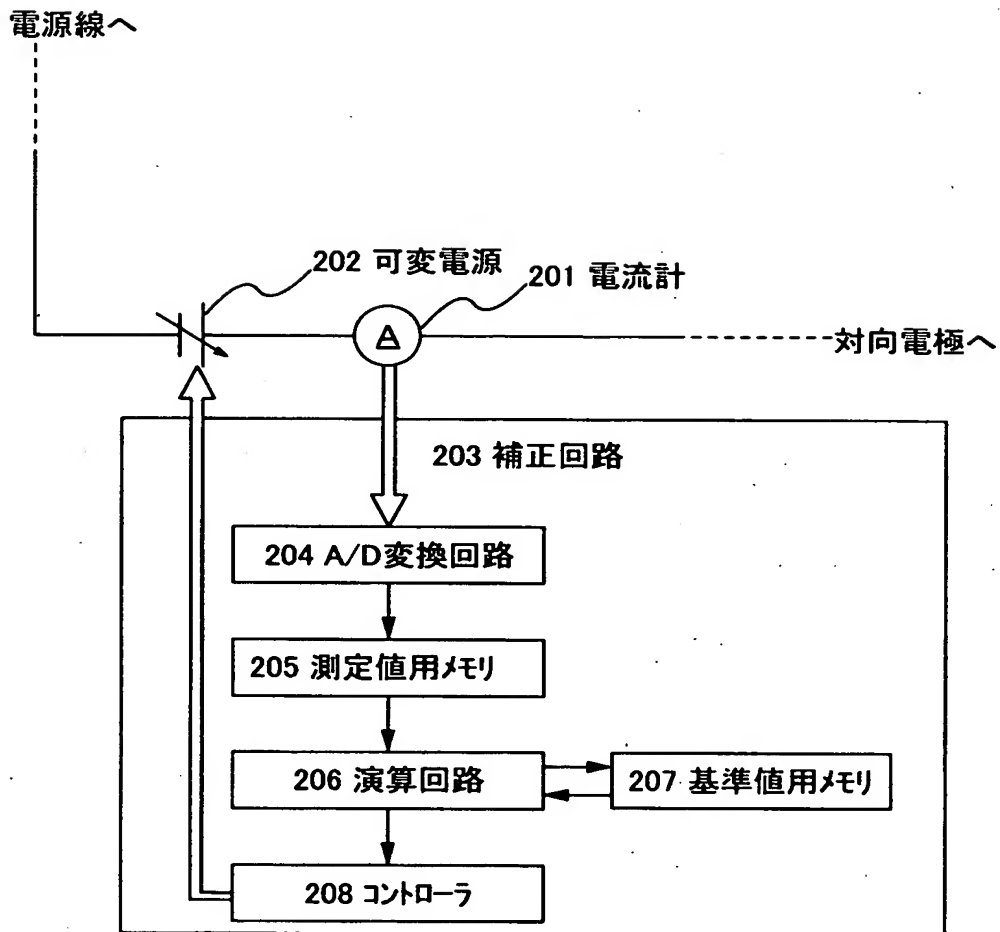 電源線へ
202 可変電源
201 電流計
A
対向電極へ
203 補正回路
204 A/D変換回路
205 測定値用メモリ
206 演算回路
207 基準値用メモリ
208 コントローラ